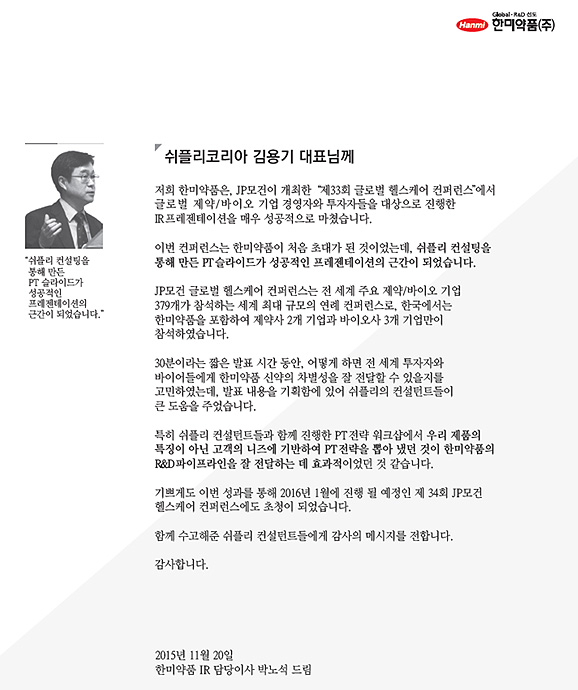 Global·R&D 선도
Hanmi 한미약품(주)
쉬플리코리아 김용기 대표님께
저희 한미약품은, JP모건이 개최한 "제33회 글로벌 헬스케어 컨퍼런스"에서
글로벌 제약/바이오 기업 경영자와 투자자들을 대상으로 진행한
IR프레젠테이션을 매우 성공적으로 마쳤습니다.
이번 컨퍼런스는 한미약품이 처음 초대가 된 것이었는데, 쉬플리 컨설팅을
통해 만든 PT슬라이드가 성공적인 프레젠테이션의 근간이 되었습니다.
"쉬플리 컨설팅을
통해 만든
PT 슬라이드가
성공적인
프레젠테이션의
근간이 되었습니다."
JP모건 글로벌 헬스케어 컨퍼런스는 전 세계 주요 제약/바이오 기업
379개가 참석하는 세계 최대 규모의 연례 컨퍼런스로, 한국에서는
한미약품을 포함하여 제약사 2개 기업과 바이오사 3개 기업만이
참석하였습니다.
30분이라는 짧은 발표 시간 동안, 어떻게 하면 전 세계 투자자와
바이어들에게 한미약품 신약의 차별성을 잘 전달할 수 있을지를
고민하였는데, 발표 내용을 기획함에 있어 쉬플리의 컨설턴트들이
큰 도움을 주었습니다.
특히 쉬플리 컨설턴트들과 함께 진행한 PT전략 워크샵에서 우리 제품의
특징이 아닌 고객의 니즈에 기반하여 PT전략을 뽑아 냈던 것이 한미약품의
R&D파이프라인을 잘 전달하는 데 효과적이었던 것 같습니다.
기쁘게도 이번 성과를 통해 2016년 1월에 진행 될 예정인 제 34회 JP모건
헬스케어 컨퍼런스에도 초청이 되었습니다.
함께 수고해준 쉬플리 컨설턴트들에게 감사의 메시지를 전합니다.
감사합니다.
2015년 11월 20일
한미약품 IR 담당이사 박노석 드림